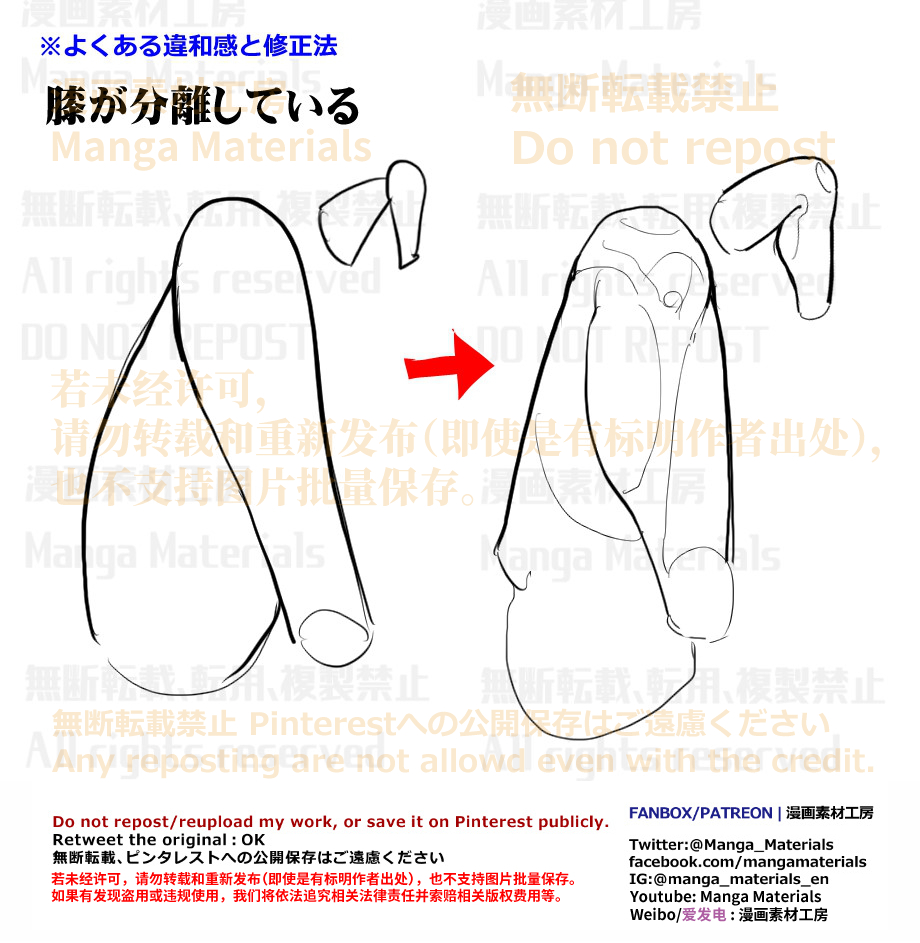 漫画素材工房
漫画素材工房
※よくある違和感と修正法
Manga Materials
Manga Materials
膝が分離している
無断転載禁止
Manga Materials
Do not repost
無断転載、転用、複製禁止
無断転載、転用、複製禁止
All rights reserved
All rights reserved
DO NOT REPOST
DO NOT REPOST
若未经许可,
请勿转载和重新发布(即使是有标明作者出处),
也不支持图片批量保存。
漫画素材工房
漫画素材工房
Manga Materials
Manga Materials
無断転載、転用、複製禁止
無断転載、転用、複製禁止
無断転載禁止 Pinterestへの公開保存はご遠慮ください
All rights reserved
All rights reserved
Any reposting are not allowd even with the credit.
Do not repost/reupload my work, or save it on Pinterest publicly.
Retweet the original : OK
無断転載、ピンタレストへの公開保存はご遠慮ください
若未经许可，请勿转载和重新发布(即使是有标明作者出处），也不支持图片批量保存。
如果有发现盗用或违规使用，我们将依法追究相关法律责任并索赔相关版权费用等。
FANBOX/PATREON | 漫画素材工房
Twitter:@Manga_Materials
facebook.com/mangamaterials
IG:@manga_materials_en
Youtube: Manga Materials
Weibo/爱发电 : 漫画素材工房